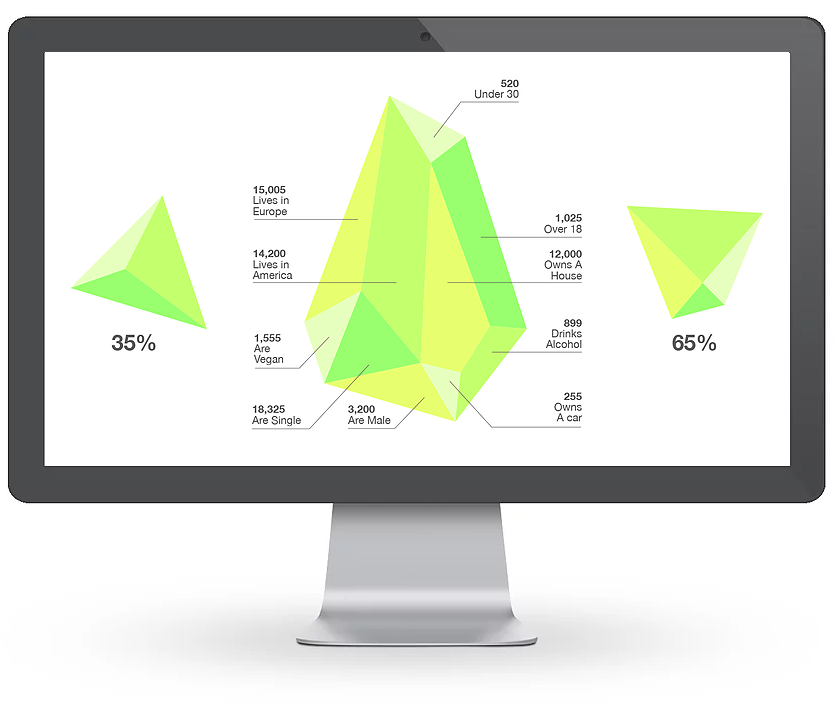 520
Under 30
15,005
Lives in
Europe
1,025
Over 18
14,200
Lives in
America
12,000
Owns A
House
35%
65%
1,555
Are
Vegan
899
Drinks
Alcohol
18,325
Are Single
3,200
Are Male
255
Owns
A car